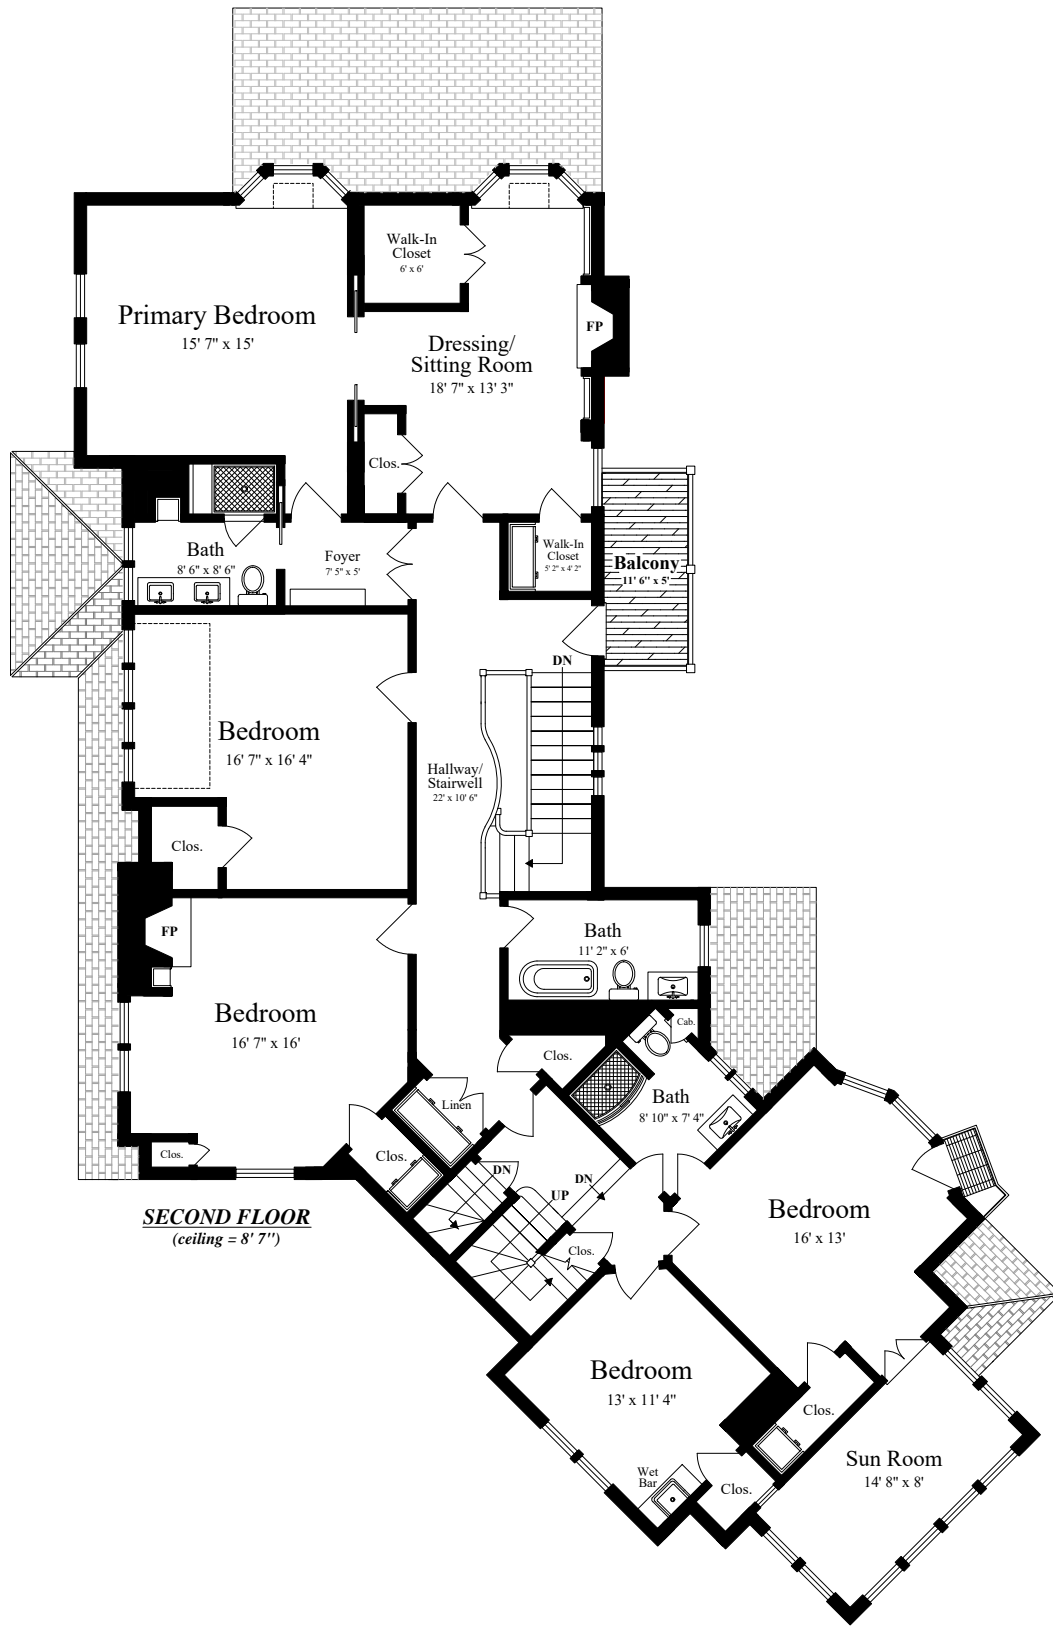 Walk-In
Closet
6' x 6'
Primary Bedroom
15' 7" x 15'
FP
Dressing/
Sitting Room
18' 7" x 13' 3"
Clos.
Bath
8' 6" x 8' 6"
Foyer
7' 5" x 5'
Walk-In
Closet
5' 2" x 4' 2"
Balcony
11' 6" x 5'
DN
Bedroom
16' 7" x 16' 4"
Hallway/
Stairwell
22' x 10' 6"
Clos.
FP
Bath
11' 2" x 6'
Bedroom
16' 7" x 16'
Cab.
Clos.
Linen
Bath
8' 10" x 7' 4"
Clos.
Clos.
DN
DN
UP
SECOND FLOOR
(ceiling = 8' 7")
Clos.
Bedroom
16' x 13'
Bedroom
13' x 11' 4"
Clos.
Sun Room
14' 8" x 8'
Wet
Bar
Clos.